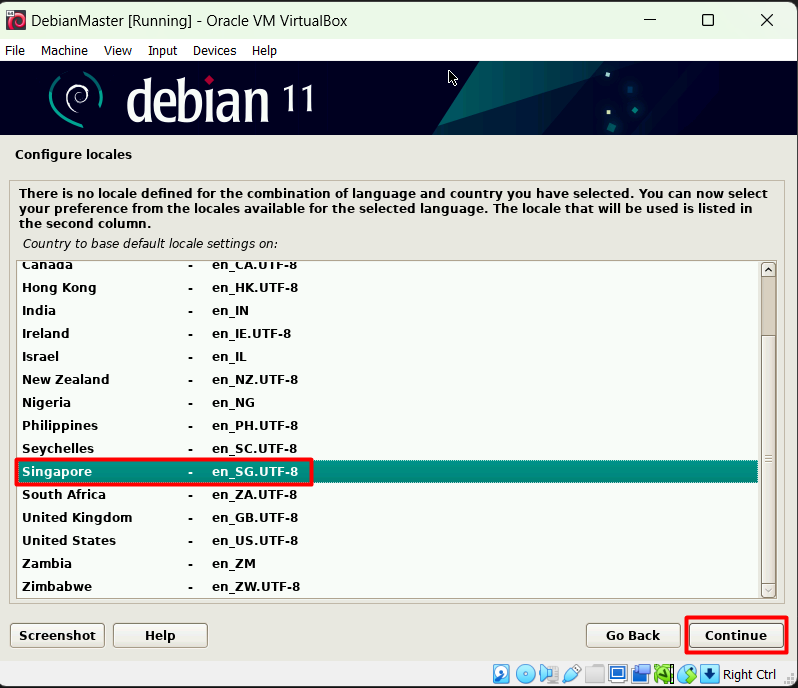 DebianMaster [Running] - Oracle VM VirtualBox
File Machine View Input Devices Help
debian 11
Configure locales
There is no locale defined for the combination of language and country you have selected. You can now select
your preference from the locales available for the selected language. The locale that will be used is listed in
the second column.
Country to base default locale settings on:
Canada - en_CA.UTF-8
Hong Kong - en_HK.UTF-8
India - en_IN
Ireland - en_IE.UTF-8
Israel - en_IL
New Zealand - en_NZ.UTF-8
Nigeria - en_NG
Philippines - en_PH.UTF-8
Seychelles - en_SC.UTF-8
Singapore - en_SG.UTF-8
South Africa - en_ZA.UTF-8
United Kingdom - en_GB.UTF-8
United States - en_US.UTF-8
Zambia - en_ZM
Zimbabwe - en_ZW.UTF-8
Screenshot Help Go Back Continue
Right Ctrl